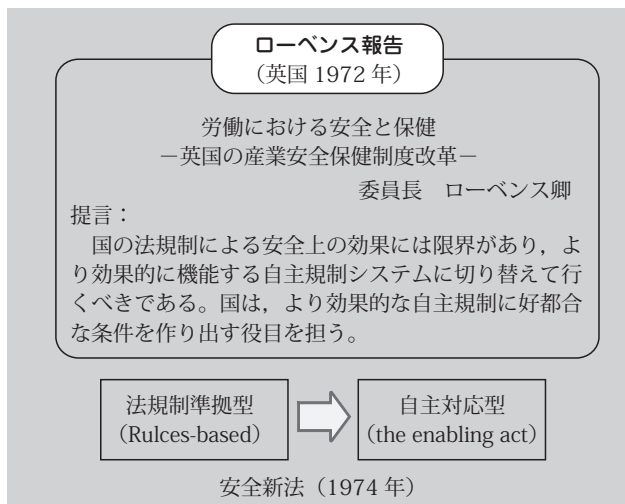 ローベンス報告
（英国 1972 年）
労働における安全と保健
－英国の産業安全保健制度改革－
委員長　ローベンス卿
提言：
　国の法規制による安全上の効果には限界があり，よ
り効果的に機能する自主規制システムに切り替えて行
くべきである。国は，より効果的な自主規制に好都合
な条件を作り出す役目を担う。
法規制準拠型
(Rulces-based)
自主対応型
(the enabling act)
安全新法（1974 年）